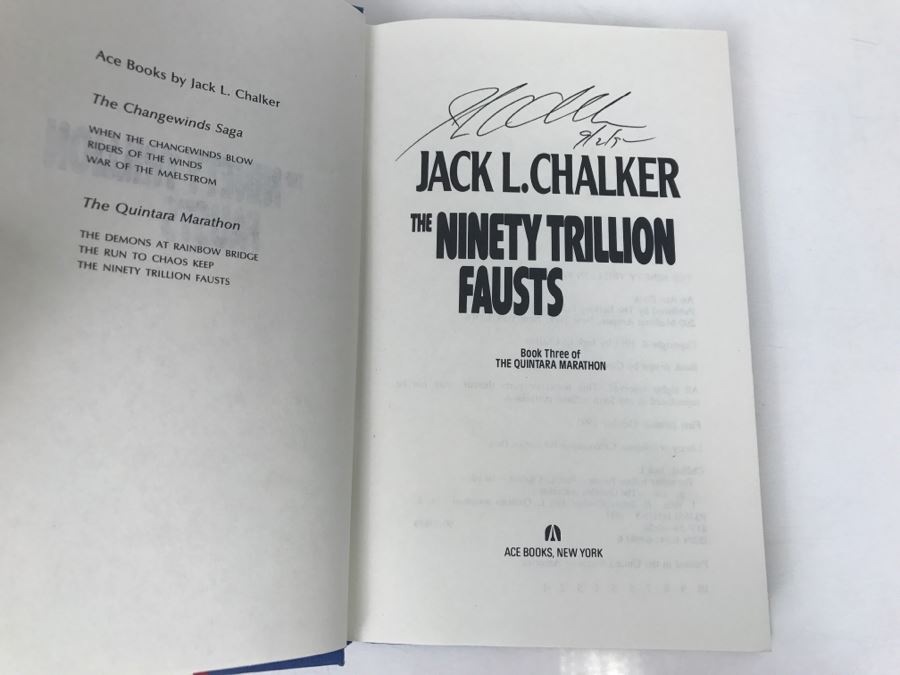 Ace Books by Jack L. Chalker
The Changewinds Saga
WHEN THE CHANGEWINDS BLOW
RIDERS OF THE WINDS
WAR OF THE MAELSTROM
The Quintara Marathon
THE DEMONS AT RAINBOW BRIDGE
THE RUN TO CHAOS KEEP
THE NINETY TRILLION FAUSTS
JACK L. CHALKER
THE NINETY TRILLION
FAUSTS
Book Three of
THE QUINTARA MARATHON
ACE BOOKS, NEW YORK